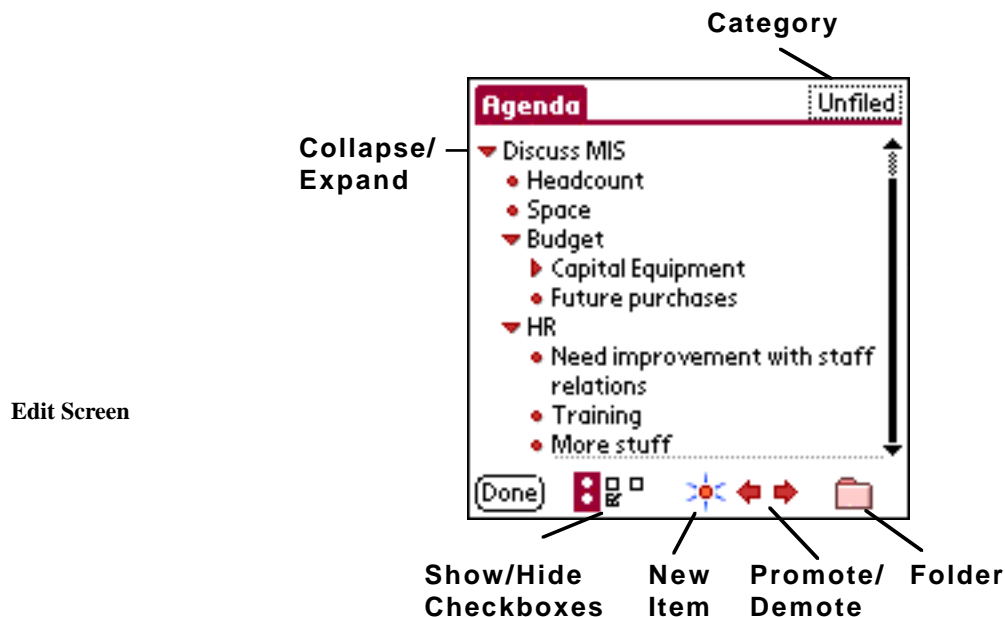 Category
Agenda Unfiled
Collapse/
Expand
Discuss MIS
Headcount
Space
Budget
Capital Equipment
Future purchases
HR
Need improvement with staff
relations
Training
More stuff
Edit Screen
Done
Show/Hide
Checkboxes
New
Item
Promote/
Demote
Folder